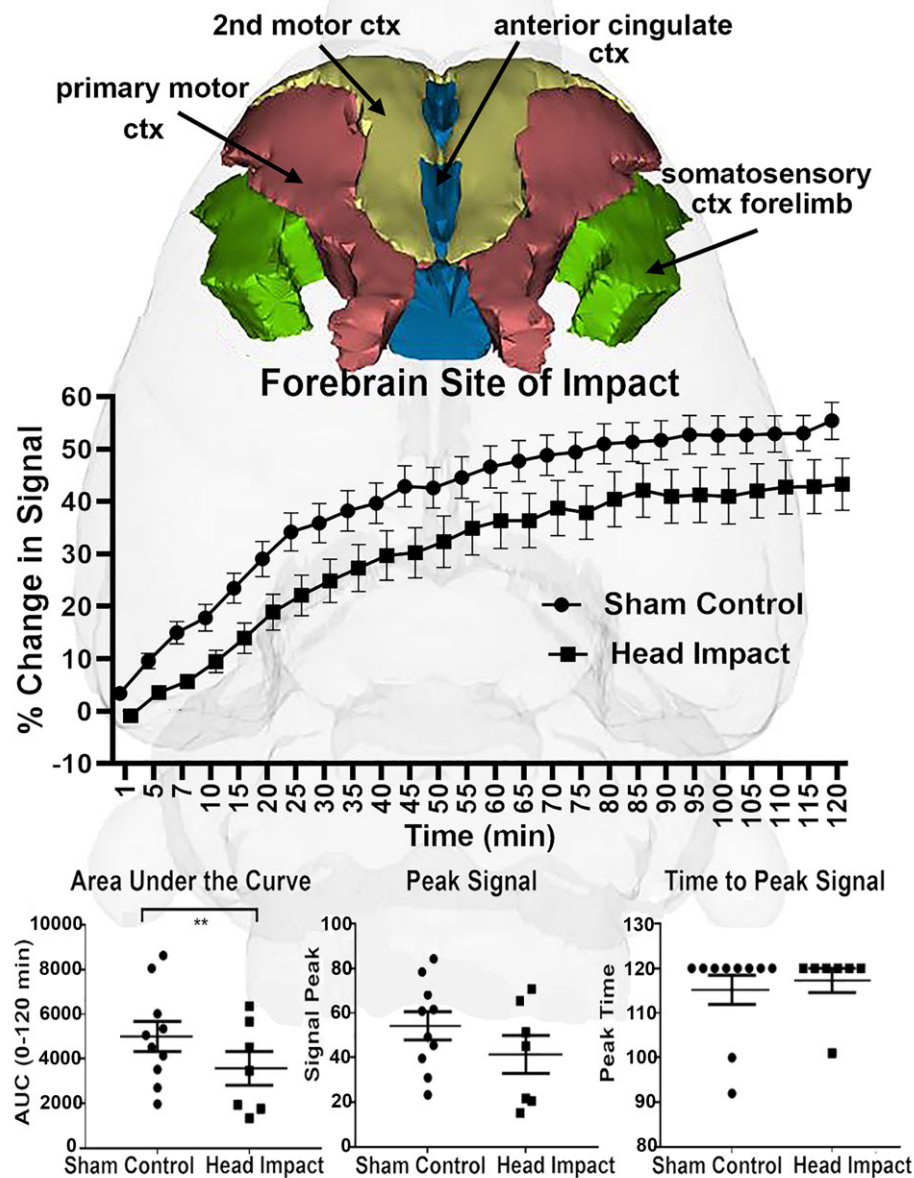 2nd motor ctx
anterior cingulate
ctx
primary motor
ctx
somatosensory
ctx forelimb
Forebrain Site of Impact
% Change in Signal
60
50
40
30
20
10
0
-10
Sham Control
Head Impact
1 5 7 10 15 20 25 30 35 40 45 50 55 60 65 70 75 80 85 90 95 100 105 110 115 120
Time (min)
Area Under the Curve
AUC (0-120 min)
10000
8000
6000
4000
2000
0
**
Sham Control Head Impact
Peak Signal
Signal Peak
100
80
60
40
20
0
Sham Control Head Impact
Time to Peak Signal
Peak Time
130
120
110
100
90
80
Sham Control Head Impact